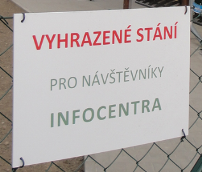 VYHRAZENÉ STÁNÍ
PRO NÁVŠTĚVNÍKY
INFOCENTRA